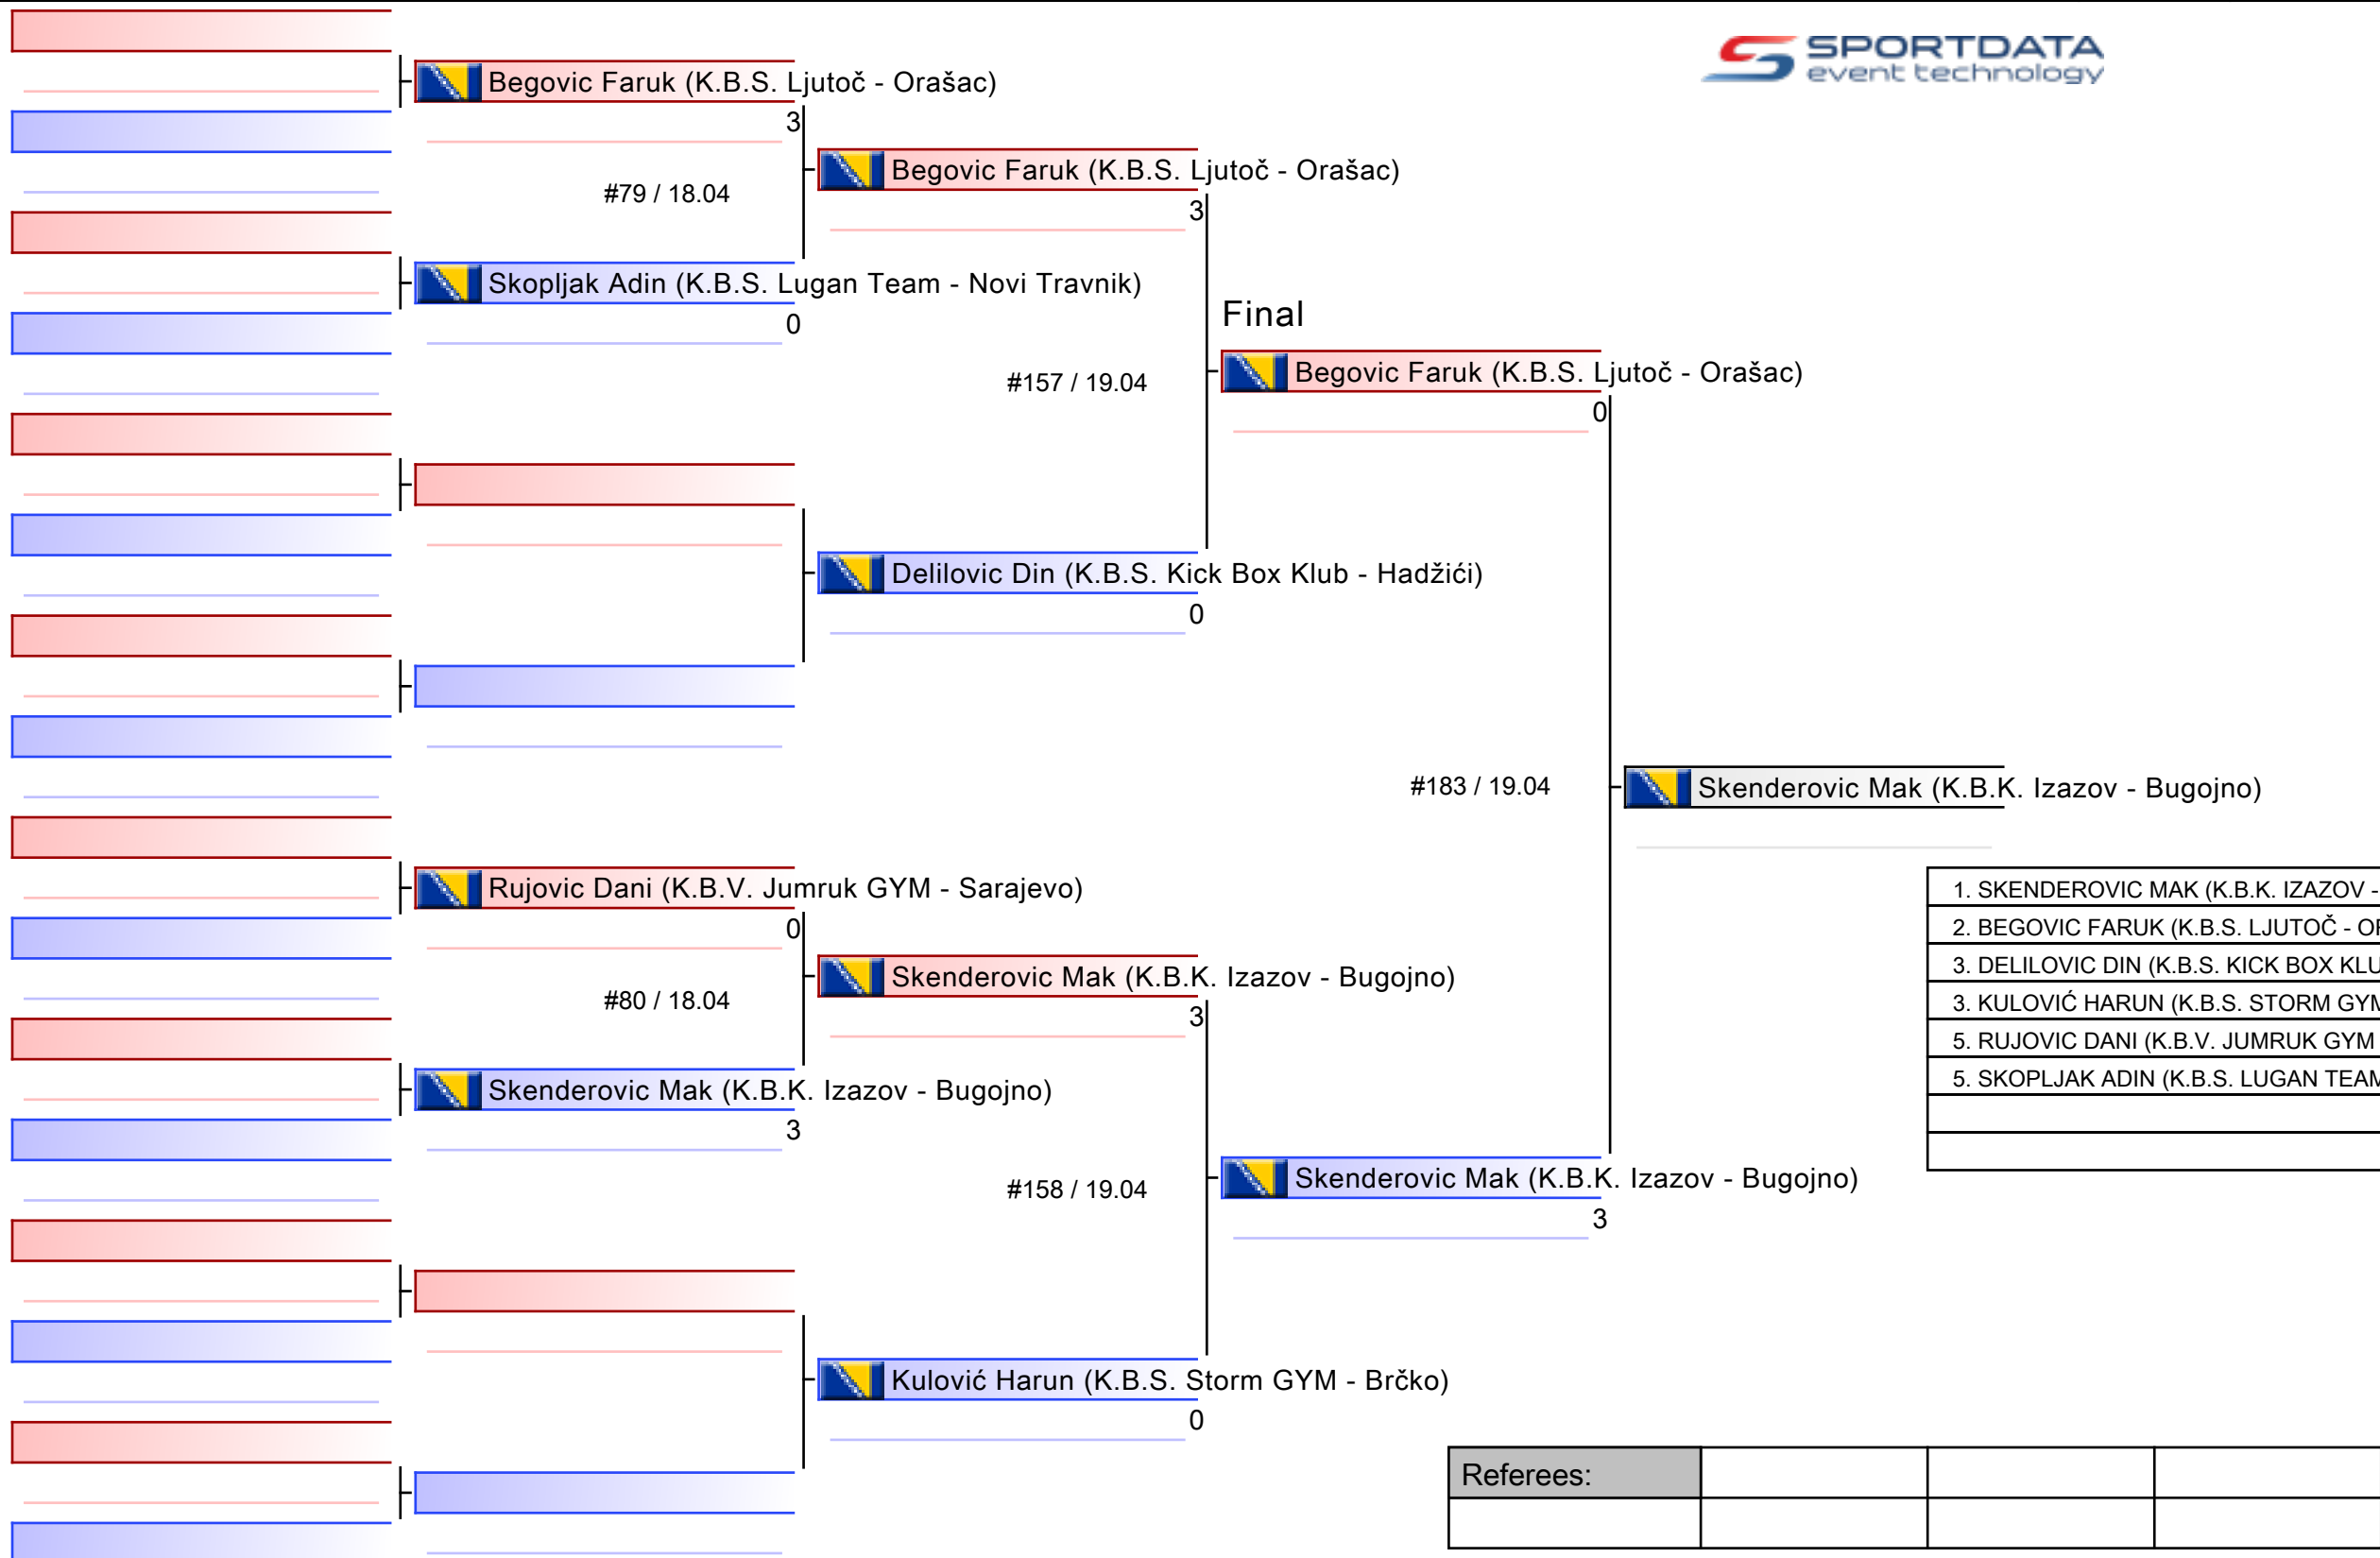 SPORTDATA
event technology
Begovic Faruk (K.B.S. Ljutoč - Orašac)
3
Begovic Faruk (K.B.S. Ljutoč - Orašac)
#79 / 18.04
3
Skopljak Adin (K.B.S. Lugan Team - Novi Travnik)
0
Final
Begovic Faruk (K.B.S. Ljutoč - Orašac)
#157 / 19.04
0
Delilovic Din (K.B.S. Kick Box Klub - Hadžići)
0
#183 / 19.04
Skenderovic Mak (K.B.K. Izazov - Bugojno)
Rujovic Dani (K.B.V. Jumruk GYM - Sarajevo)
0
Skenderovic Mak (K.B.K. Izazov - Bugojno)
#80 / 18.04
3
Skenderovic Mak (K.B.K. Izazov - Bugojno)
3
#158 / 19.04
Skenderovic Mak (K.B.K. Izazov - Bugojno)
3
Kulović Harun (K.B.S. Storm GYM - Brčko)
0
1. SKENDEROVIC MAK (K.B.K. IZAZOV -
2. BEGOVIC FARUK (K.B.S. LJUTOČ -
3. DELILOVIC DIN (K.B.S. KICK BOX
3. KULOVIĆ HARUN (K.B.S. STORM
5. RUJOVIC DANI (K.B.V. JUMRUK GYM
5. SKOPLJAK ADIN (K.B.S. LUGAN
Referees: